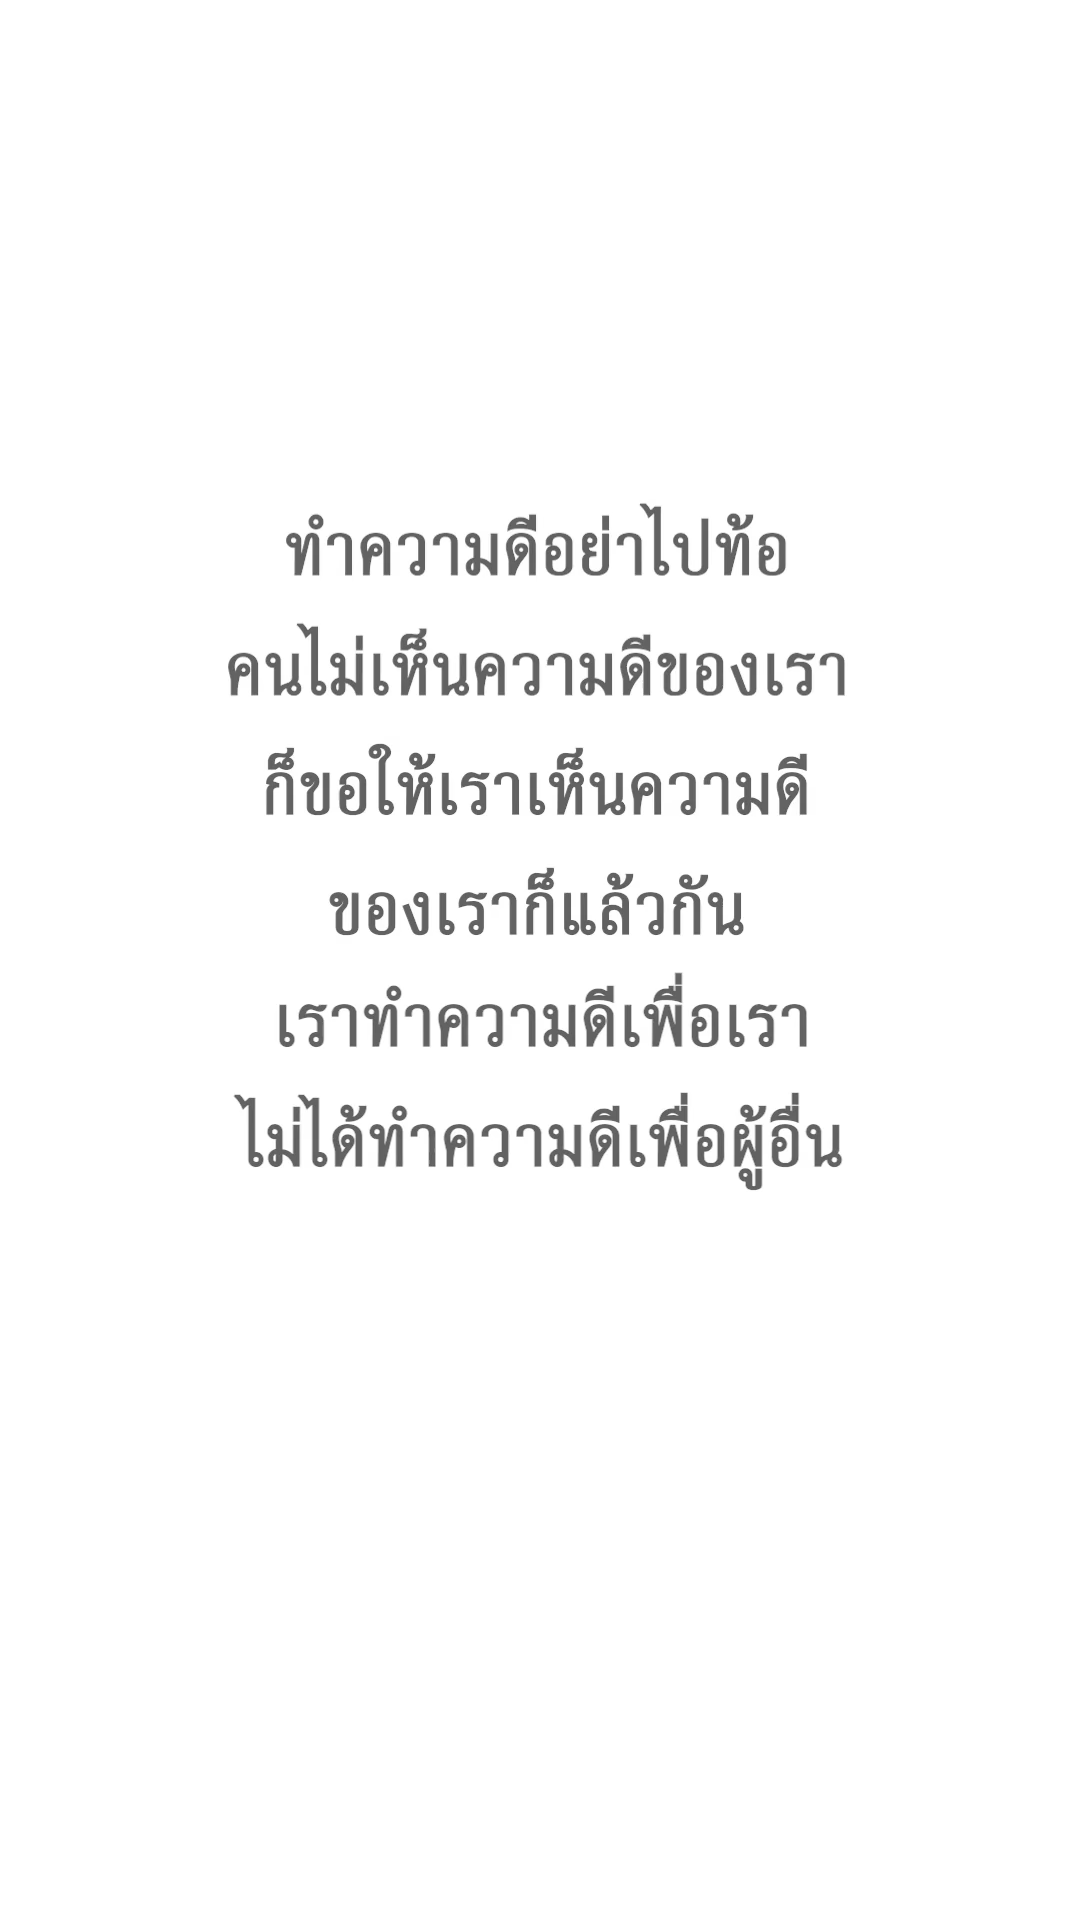 ทำความดีอย่าไปท้อ
คนไม่เห็นความดีของเรา
ก็ขอให้เราเห็นความดี
ของเราก็แล้วกัน
เราทำความดีเพื่อเรา
ไม่ได้ทำความดีเพื่อผู้อื่น